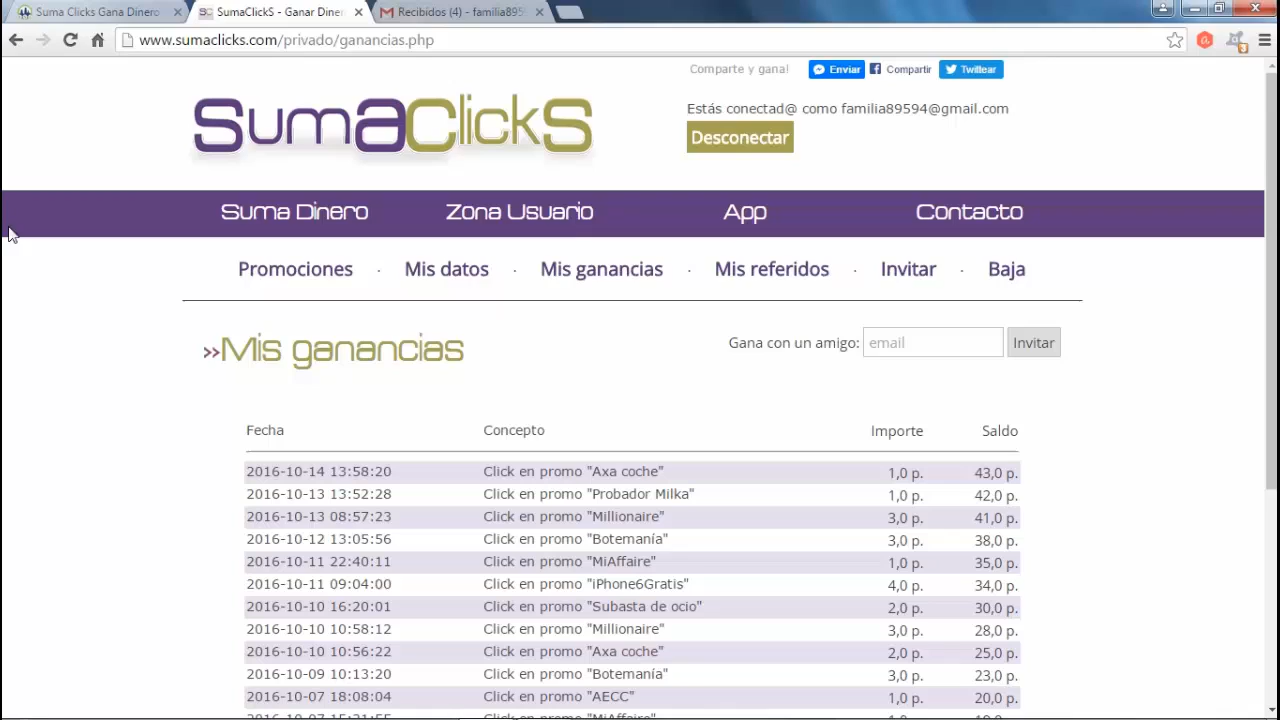 Suma Clicks Gana Dinero
SumaClickS - Ganar Diner
Recibidos (4) - familia895
www.sumaclicks.com/privado/ganancias.php
3
Comparte y gana!
Enviar
Compartir
Twittear
SumaClickS
Estás conectad@ como familia89594@gmail.com
Desconectar
Suma Dinero Zona Usuario App Contacto
Promociones · Mis datos · Mis ganancias · Mis referidos · Invitar · Baja
>>Mis ganancias
Gana con un amigo: email Invitar
Fecha Concepto Importe Saldo
2016-10-14 13:58:20 Click en promo "Axa coche" 1,0 p. 43,0 p.
2016-10-13 13:52:28 Click en promo "Probador Milka" 1,0 p. 42,0 p.
2016-10-13 08:57:23 Click en promo "Millionaire" 3,0 p. 41,0 p.
2016-10-12 13:05:56 Click en promo "Botemanía" 3,0 p. 38,0 p.
2016-10-11 22:40:11 Click en promo "MiAffaire" 1,0 p. 35,0 p.
2016-10-11 09:04:00 Click en promo "iPhone6Gratis" 4,0 p. 34,0 p.
2016-10-10 16:20:01 Click en promo "Subasta de ocio" 2,0 p. 30,0 p.
2016-10-10 10:58:12 Click en promo "Millionaire" 3,0 p. 28,0 p.
2016-10-10 10:56:22 Click en promo "Axa coche" 2,0 p. 25,0 p.
2016-10-09 10:13:20 Click en promo "Botemanía" 3,0 p. 23,0 p.
2016-10-07 18:08:04 Click en promo "AECC" 1,0 p. 20,0 p.
2016-10-07 Click en promo "MiAffaire"